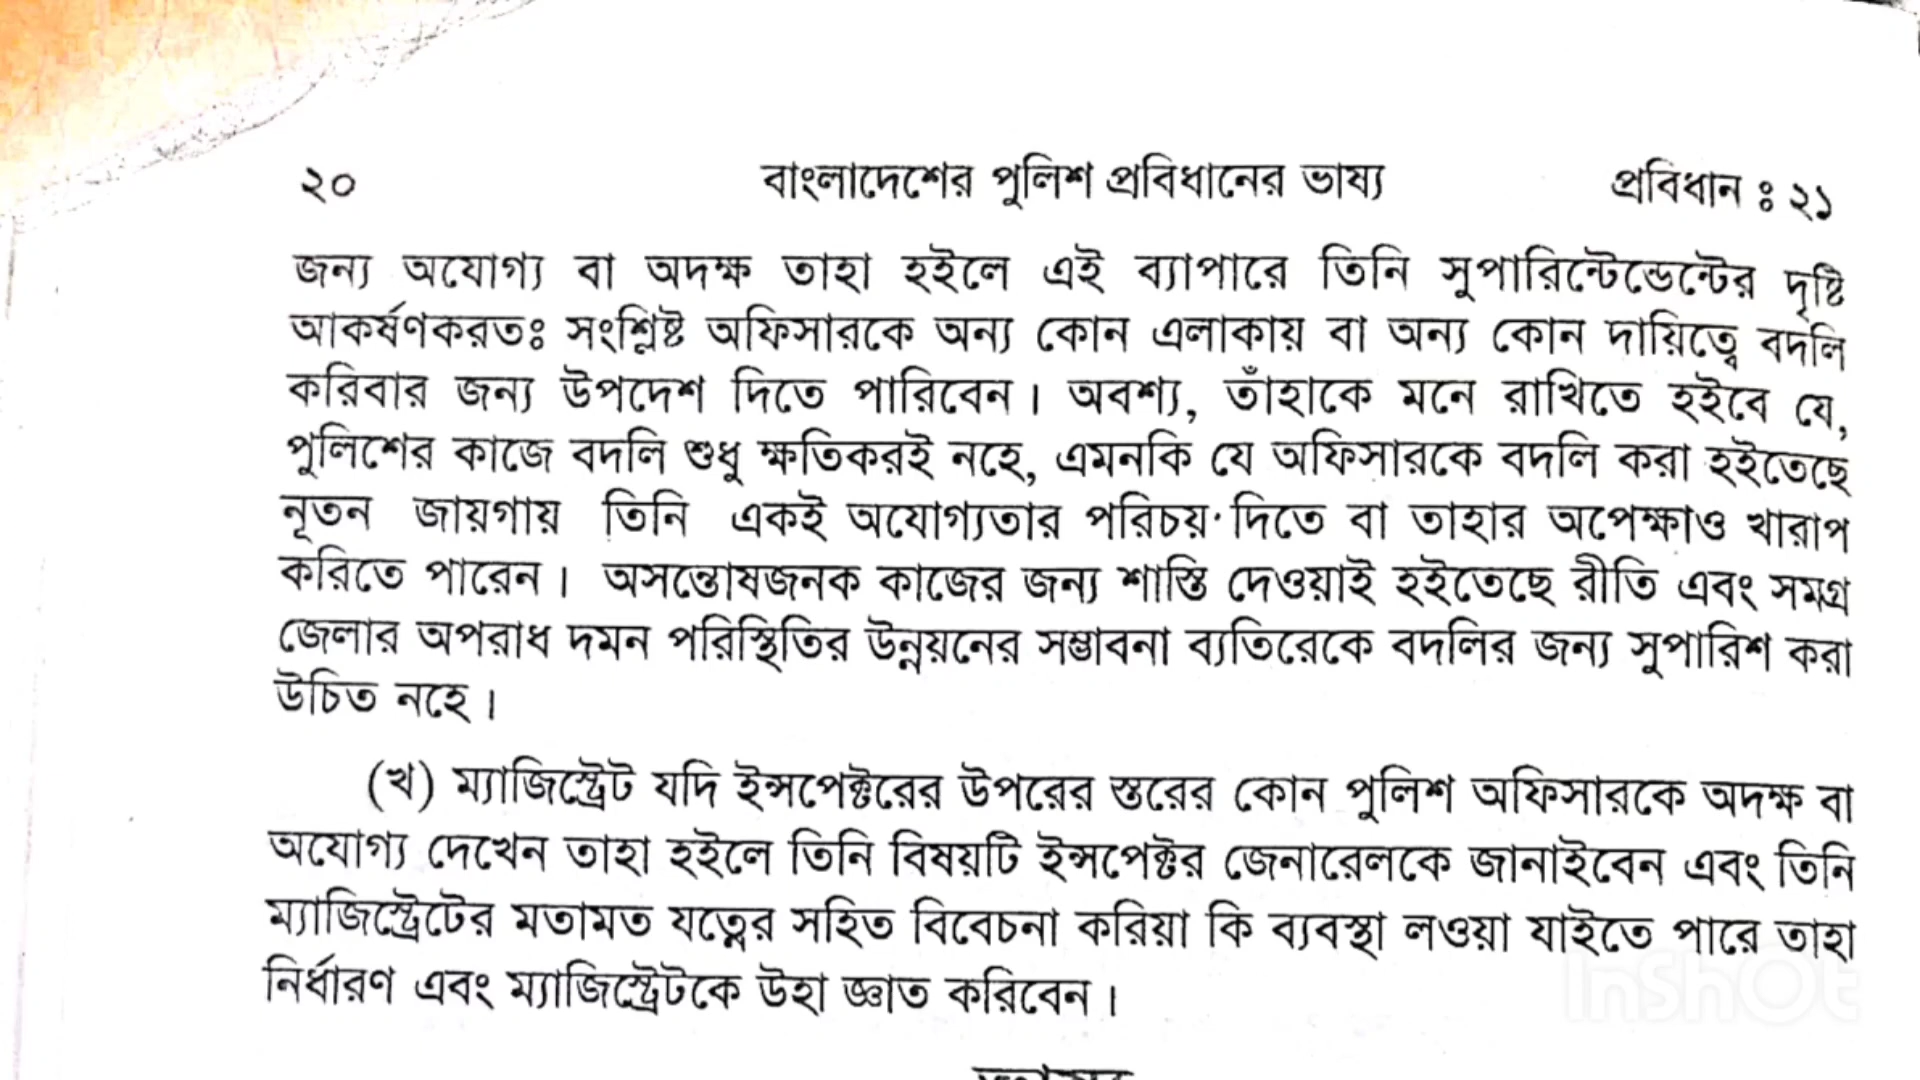 ২০ বাংলাদেশের পুলিশ প্রবিধানের ভাষ্য প্রবিধান ঃ ২১
জন্য অযোগ্য বা অদক্ষ তাহা হইলে এই ব্যাপারে তিনি সুপারিন্টেন্ডেন্টের দৃষ্টি
আকর্ষণকরতঃ সংশ্লিষ্ট অফিসারকে অন্য কোন এলাকায় বা অন্য কোন দায়িত্বে বদলি
করিবার জন্য উপদেশ দিতে পারিবেন। অবশ্য, তাঁহাকে মনে রাখিতে হইবে যে,
পুলিশের কাজে বদলি শুধু ক্ষতিকরই নহে, এমনকি যে অফিসারকে বদলি করা হইতেছে
নূতন জায়গায় তিনি একই অযোগ্যতার পরিচয় দিতে বা তাহার অপেক্ষাও খারাপ
করিতে পারেন। অসন্তোষজনক কাজের জন্য শাস্তি দেওয়াই হইতেছে রীতি এবং সমগ্র
জেলার অপরাধ দমন পরিস্থিতির উন্নয়নের সম্ভাবনা ব্যতিরেকে বদলির জন্য সুপারিশ করা
উচিত নহে।
(খ) ম্যাজিস্ট্রেট যদি ইন্সপেক্টরের উপরের স্তরের কোন পুলিশ অফিসারকে অদক্ষ বা
অযোগ্য দেখেন তাহা হইলে তিনি বিষয়টি ইন্সপেক্টর জেনারেলকে জানাইবেন এবং তিনি
ম্যাজিস্ট্রেটের মতামত যত্নের সহিত বিবেচনা করিয়া কি ব্যবস্থা লওয়া যাইতে পারে তাহা
নির্ধারণ এবং ম্যাজিস্ট্রেটকে উহা জ্ঞাত করিবেন।
InShOt